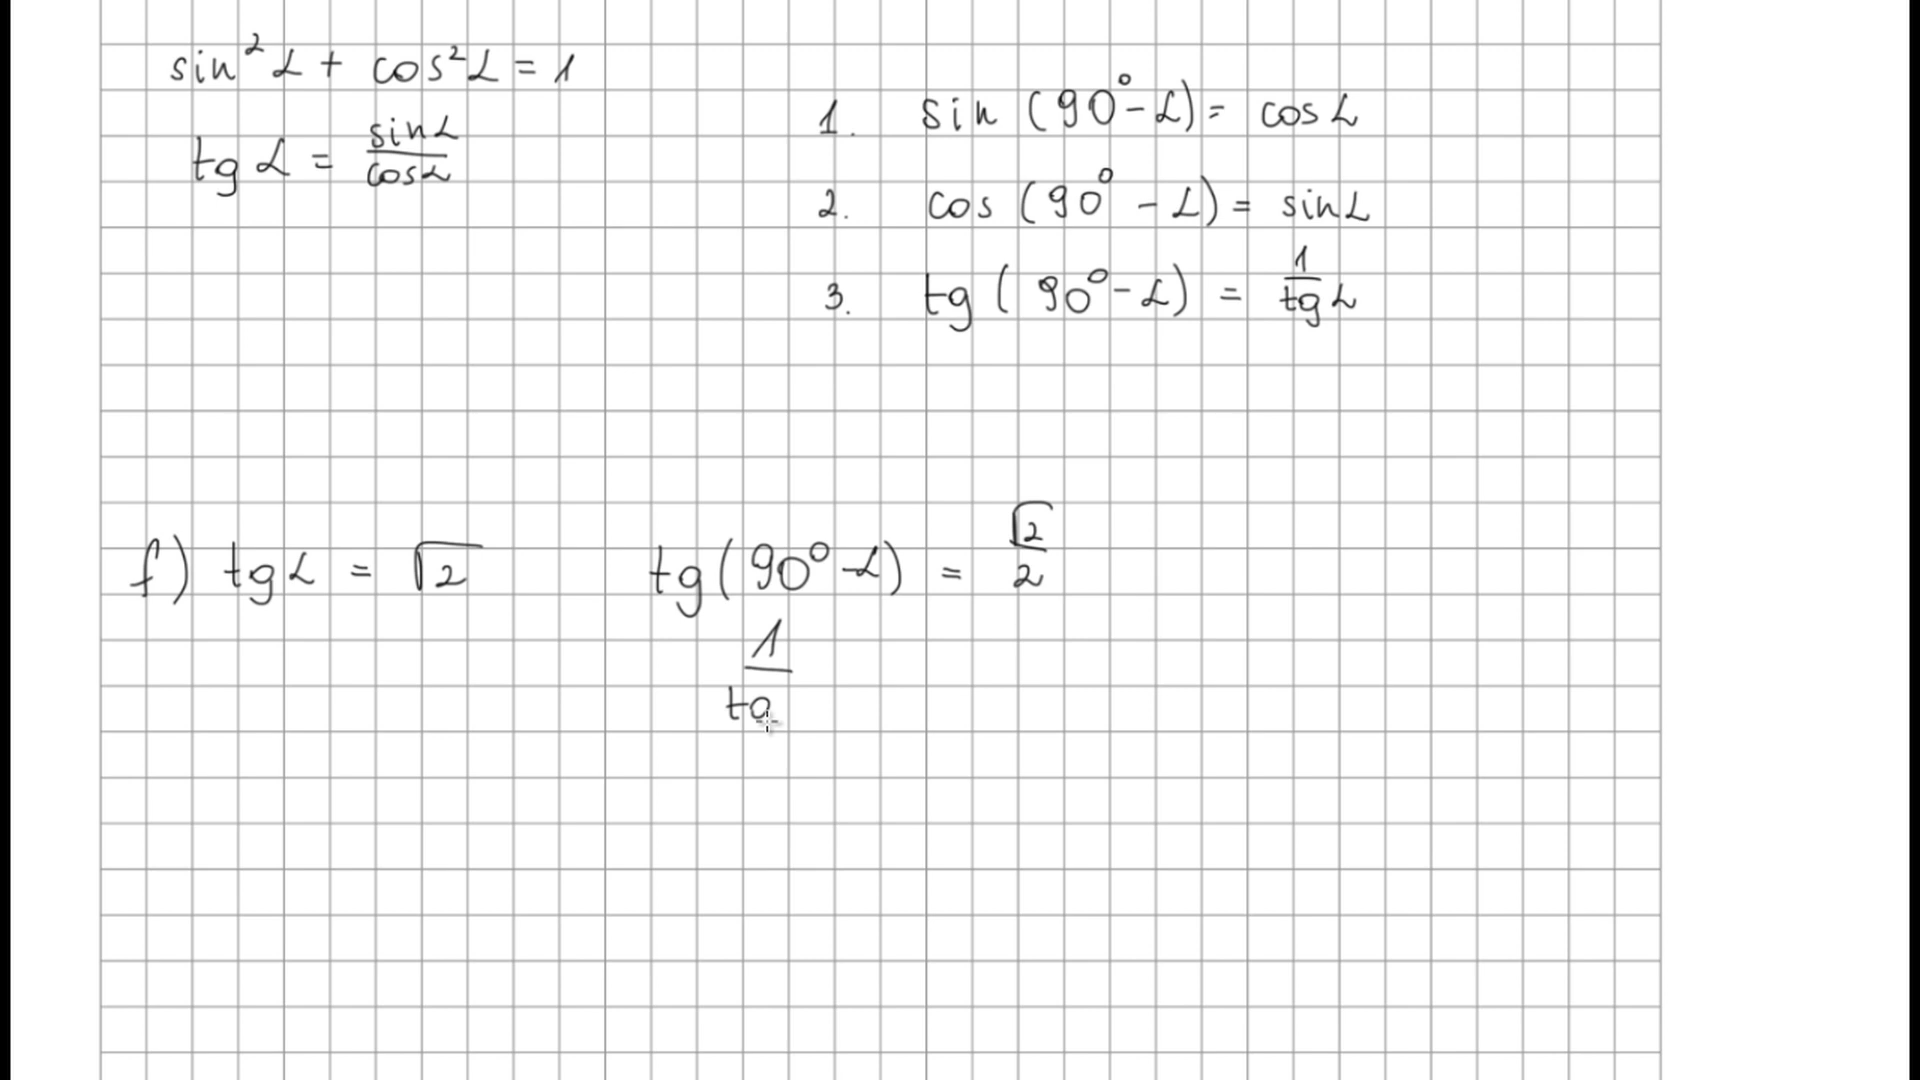 sin²α + cos²α = 1
tg α = sinα/cosα
1. sin (90° - α) = cosα
2. cos (90° - α) = sinα
3. tg (90° - α) = 1/tgα
f) tgα = √2
tg(90° - α) = √2/2
1/tg